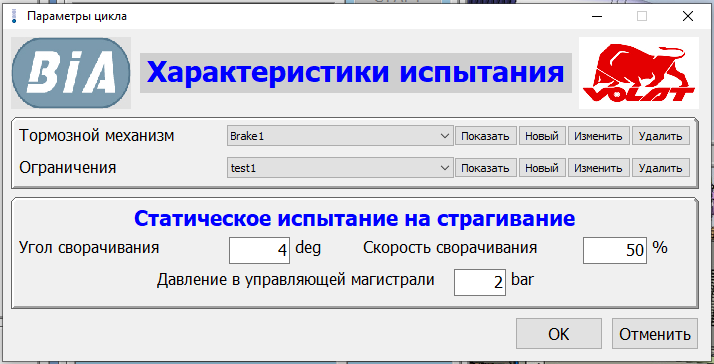 Параметры цикла
BiA Характеристики испытания VOLAT
Тормозной механизм Brake1 Показать Новый Изменить Удалить
Ограничения test1 Показать Новый Изменить Удалить
Статическое испытание на страгивание
Угол сворачивания 4 deg Скорость сворачивания 50 %
Давление в управляющей магистрали 2 bar
OK Отменить